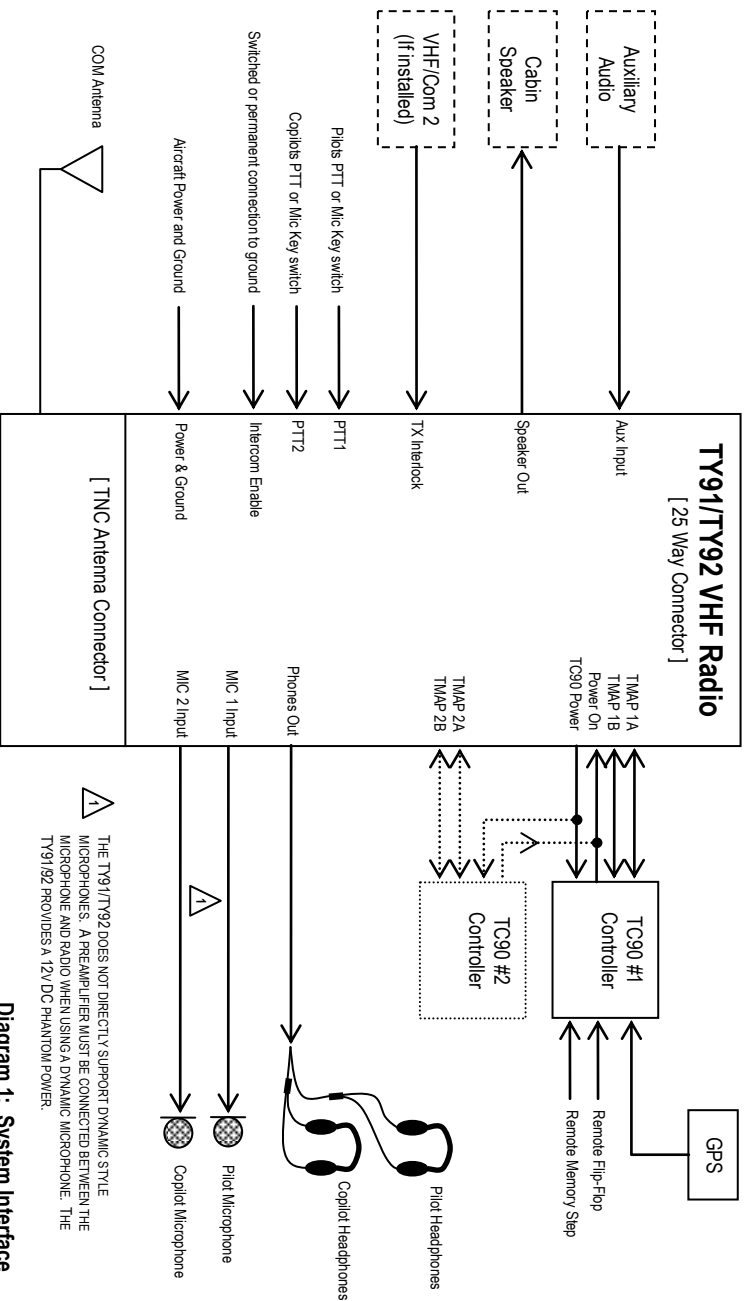 TY91/TY92 VHF Radio
[ 25 Way Connector ]
Auxiliary
Audio
Cabin
Speaker
VHF/Com 2
(If installed)
Pilots PTT or Mic Key switch
Copilots PTT or Mic Key switch
Switched or permanent connection to ground
Aircraft Power and Ground
COM Antenna
Aux Input
Speaker Out
TX Interlock
PTT1
PTT2
Intercom Enable
Power & Ground
[ TNC Antenna Connector ]
TMAP 1A
TMAP 1B
Power On
TC90 Power
TMAP 2A
TMAP 2B
Phones Out
MIC 1 Input
MIC 2 Input
TC90 #1
Controller
TC90 #2
Controller
GPS
Remote Flip-Flop
Remote Memory Step
Pilot Headphones
Copilot Headphones
Pilot Microphone
Copilot Microphone
1
1
THE TY91/TY92 DOES NOT DIRECTLY SUPPORT DYNAMIC STYLE
MICROPHONES. A PREAMPLIFIER MUST BE CONNECTED BETWEEN THE
MICROPHONE AND RADIO WHEN USING A DYNAMIC MICROPHONE. THE
TY91/92 PROVIDES A 12V DC PHANTOM POWER.
Diagram 1: System Interface